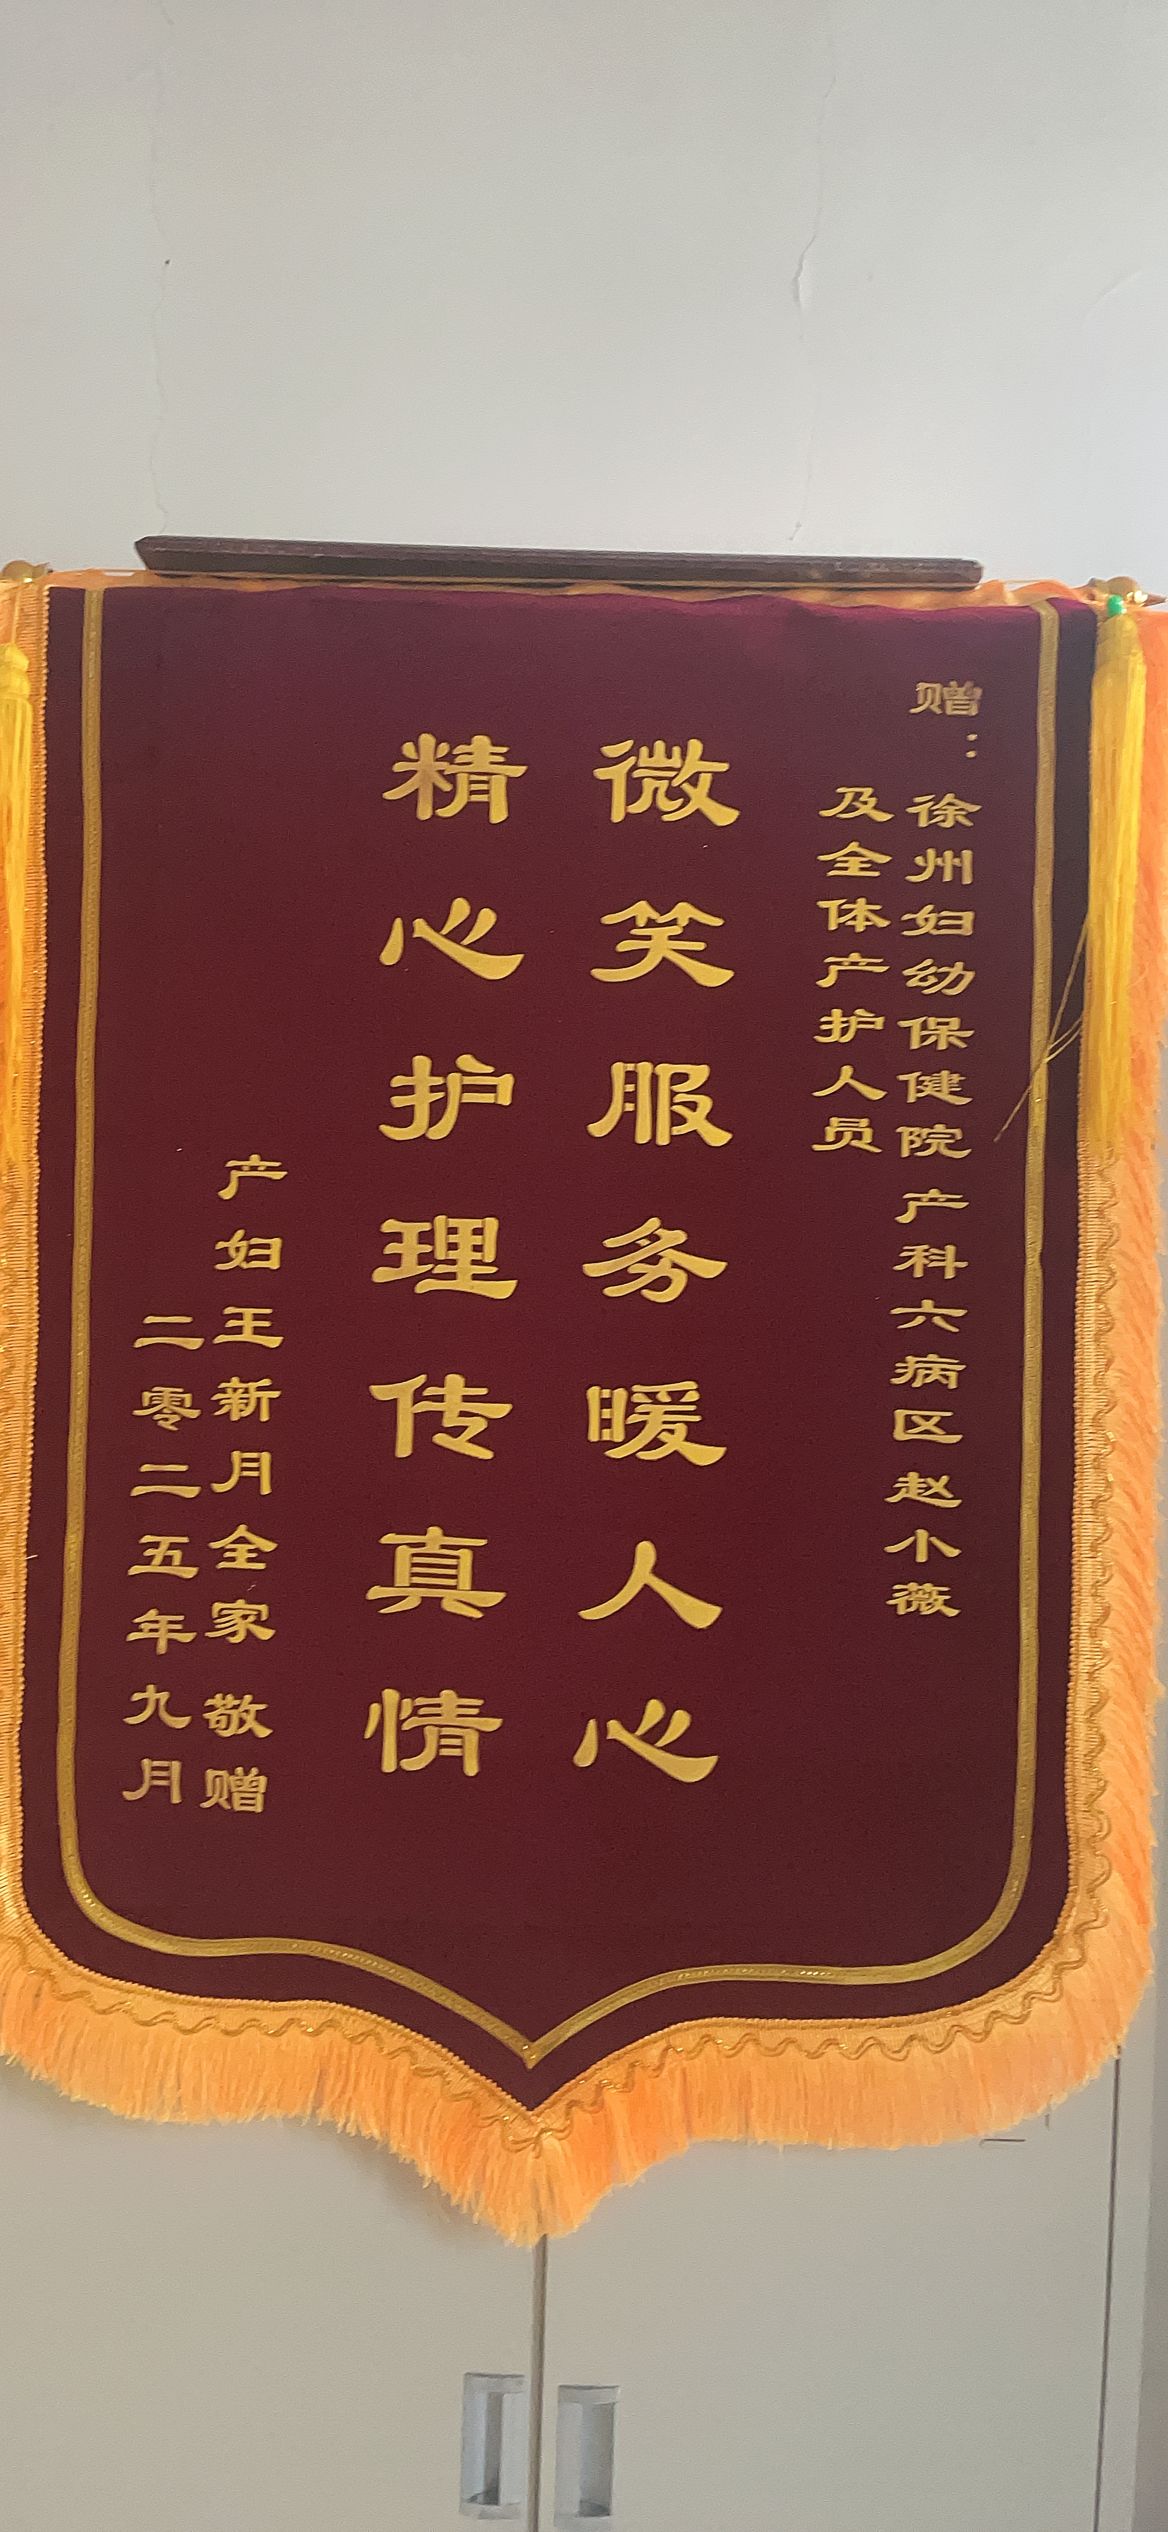 赠：徐州妇幼保健院 产科六病区赵小薇
及全体产护人员
微笑服务暖人心
精心护理传真情
产妇王新月全家 敬赠
二零二五年九月